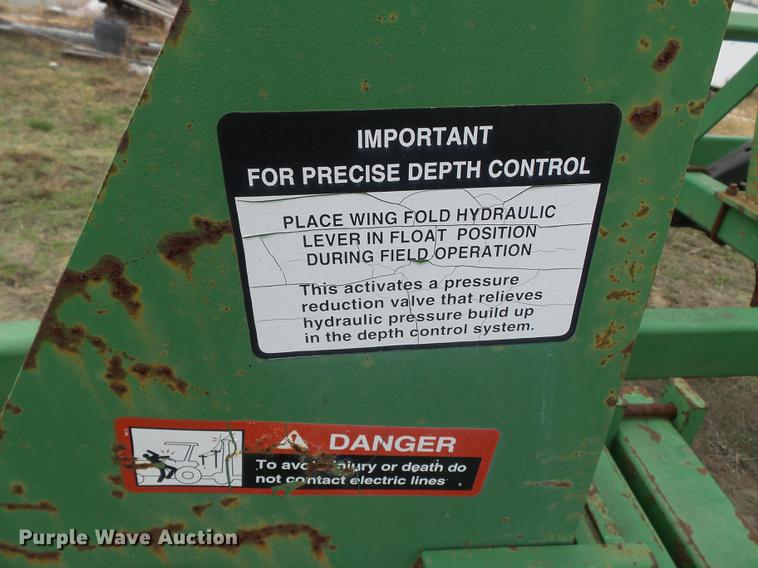 IMPORTANT
FOR PRECISE DEPTH CONTROL
PLACE WING FOLD HYDRAULIC
LEVER IN FLOAT POSITION
DURING FIELD OPERATION
This activates a pressure
reduction valve that relieves
hydraulic pressure build up
in the depth control system.
DANGER
To avoid injury or death do
not contact electric lines
Purple Wave Auction